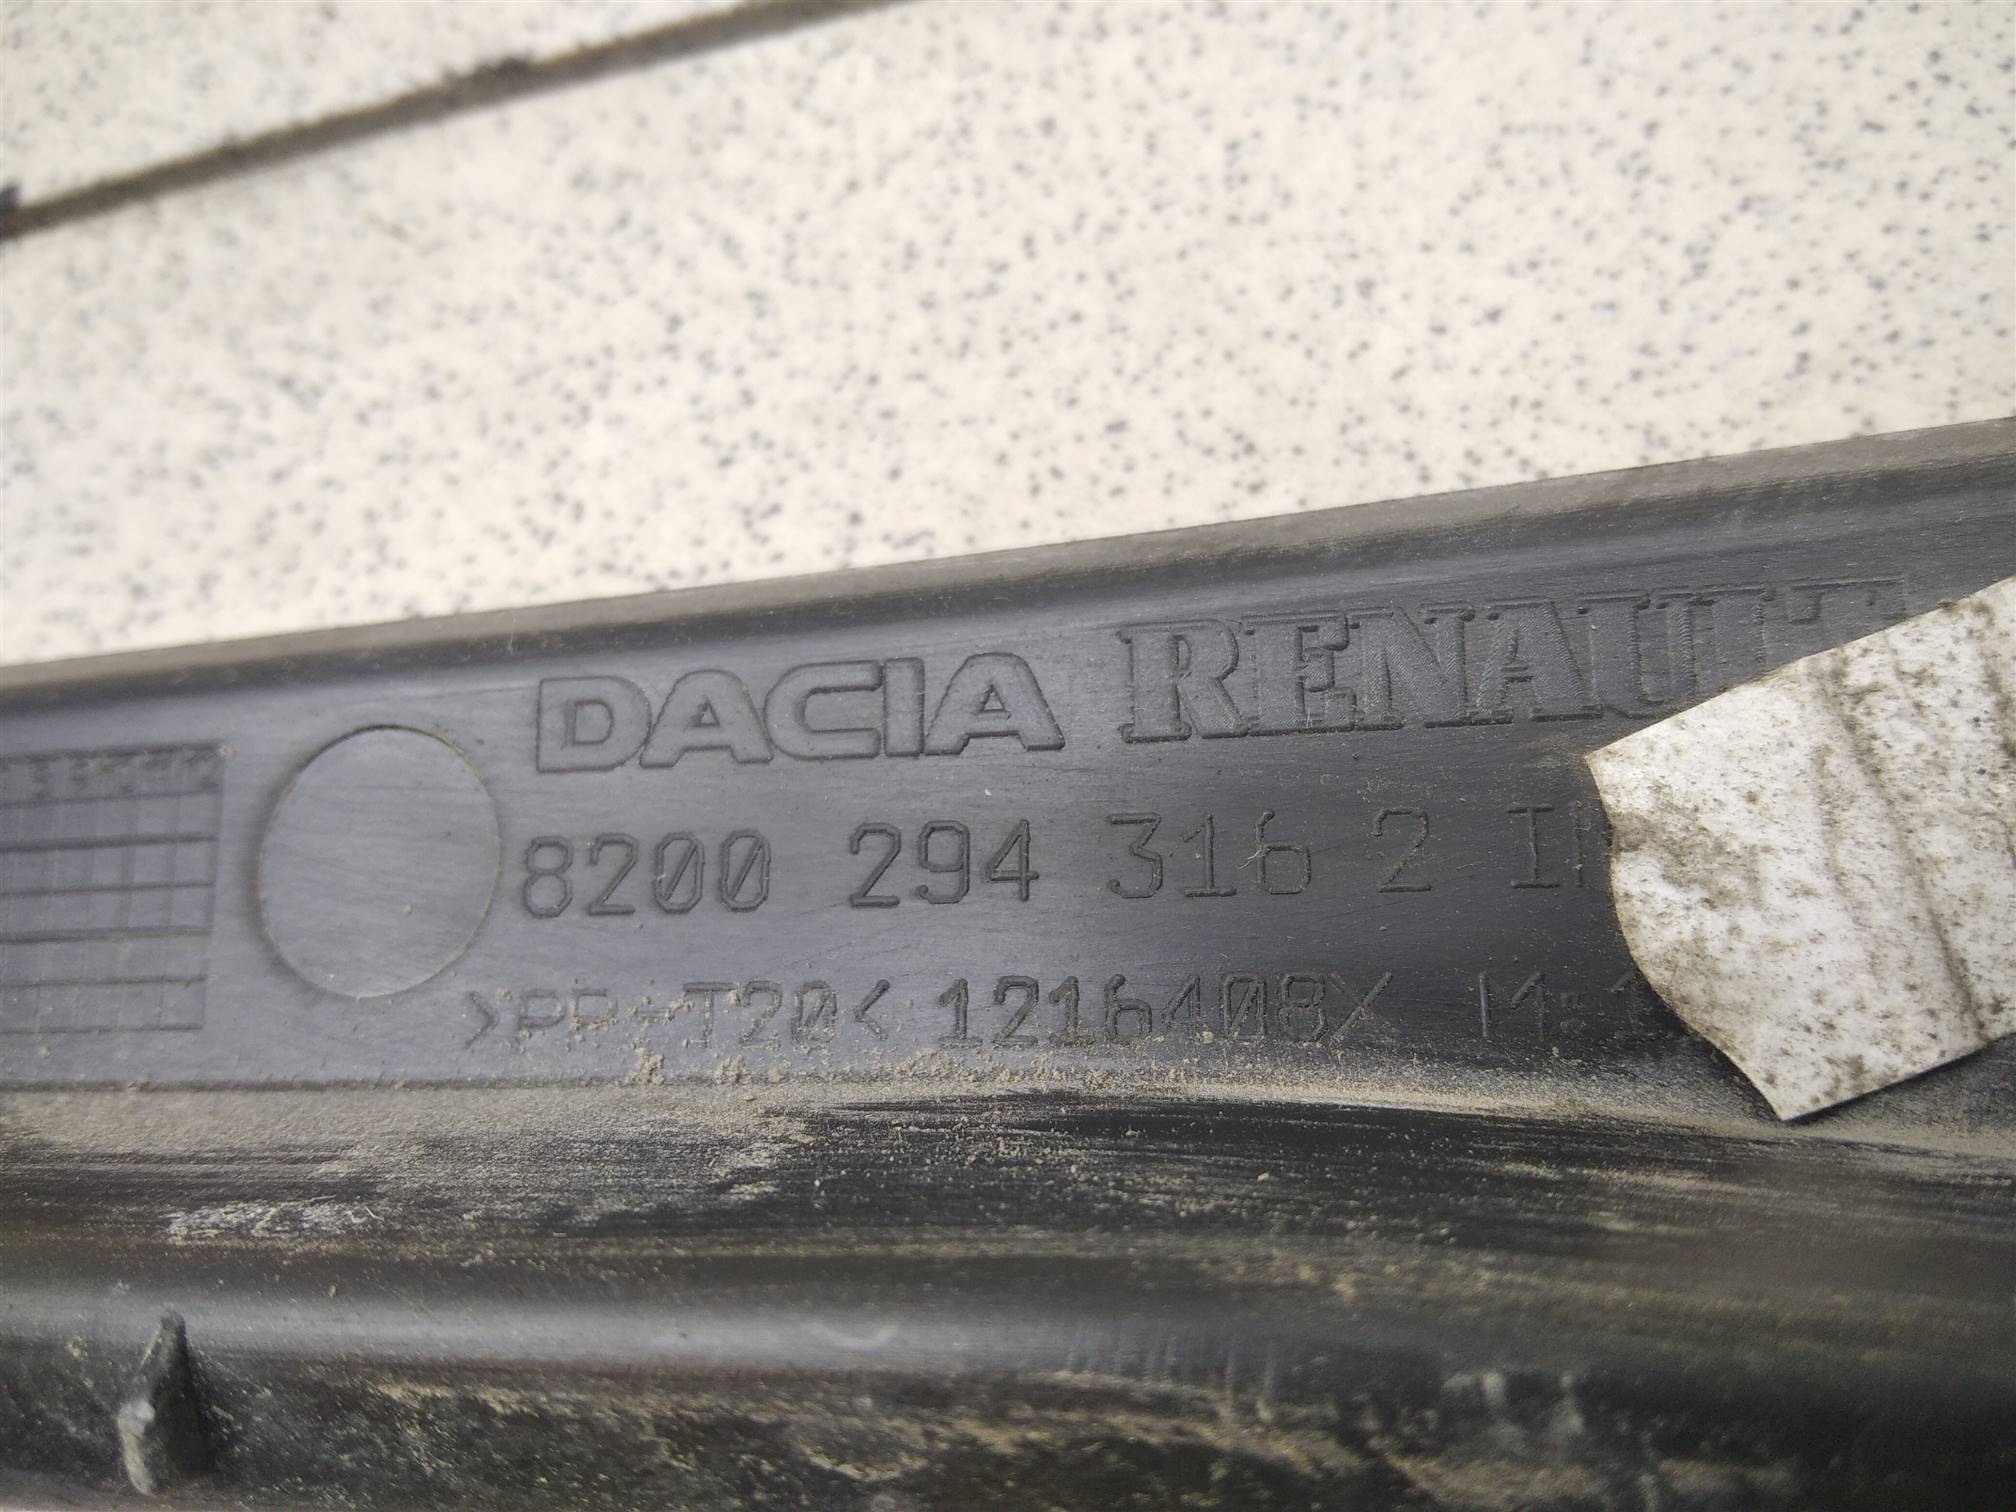 DACIA RENAULT
8200 294 316 2
>PP+T20< 1216408X